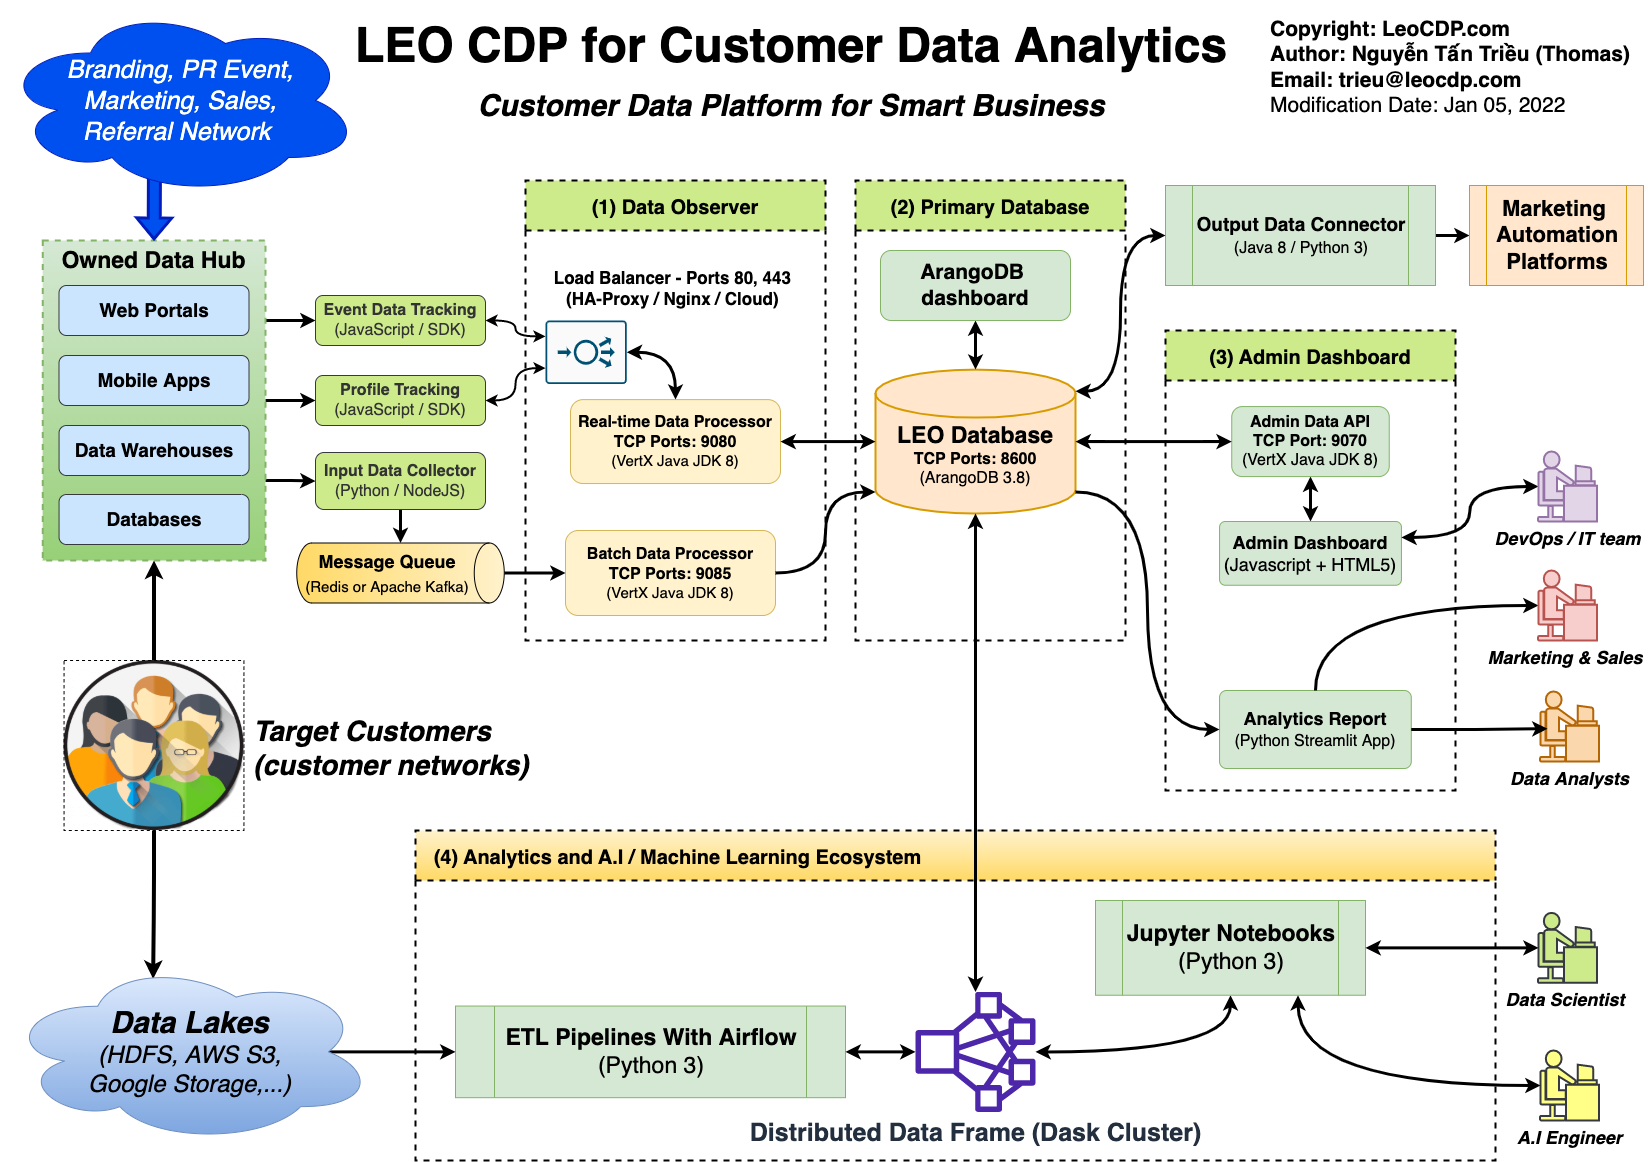 LEO CDP for Customer Data Analytics
Customer Data Platform for Smart Business
Copyright: LeoCDP.com
Author: Nguyễn Tấn Triều (Thomas)
Email: trieu@leocdp.com
Modification Date: Jan 05, 2022
Branding, PR Event,
Marketing, Sales,
Referral Network
Owned Data Hub
Web Portals
Mobile Apps
Data Warehouses
Databases
Event Data Tracking
(JavaScript / SDK)
Profile Tracking
(JavaScript / SDK)
Input Data Collector
(Python / NodeJS)
Message Queue
(Redis or Apache Kafka)
(1) Data Observer
Load Balancer - Ports 80, 443
(HA-Proxy / Nginx / Cloud)
Real-time Data Processor
TCP Ports: 9080
(VertX Java JDK 8)
Batch Data Processor
TCP Ports: 9085
(VertX Java JDK 8)
(2) Primary Database
ArangoDB
dashboard
LEO Database
TCP Ports: 8600
(ArangoDB 3.8)
Output Data Connector
(Java 8 / Python 3)
Marketing
Automation
Platforms
(3) Admin Dashboard
Admin Data API
TCP Port: 9070
(VertX Java JDK 8)
Admin Dashboard
(Javascript + HTML5)
Analytics Report
(Python Streamlit App)
DevOps / IT team
Marketing & Sales
Data Analysts
Target Customers
(customer networks)
Data Lakes
(HDFS, AWS S3,
Google Storage,...)
(4) Analytics and A.I / Machine Learning Ecosystem
ETL Pipelines With Airflow
(Python 3)
Distributed Data Frame (Dask Cluster)
Jupyter Notebooks
(Python 3)
Data Scientist
A.I Engineer